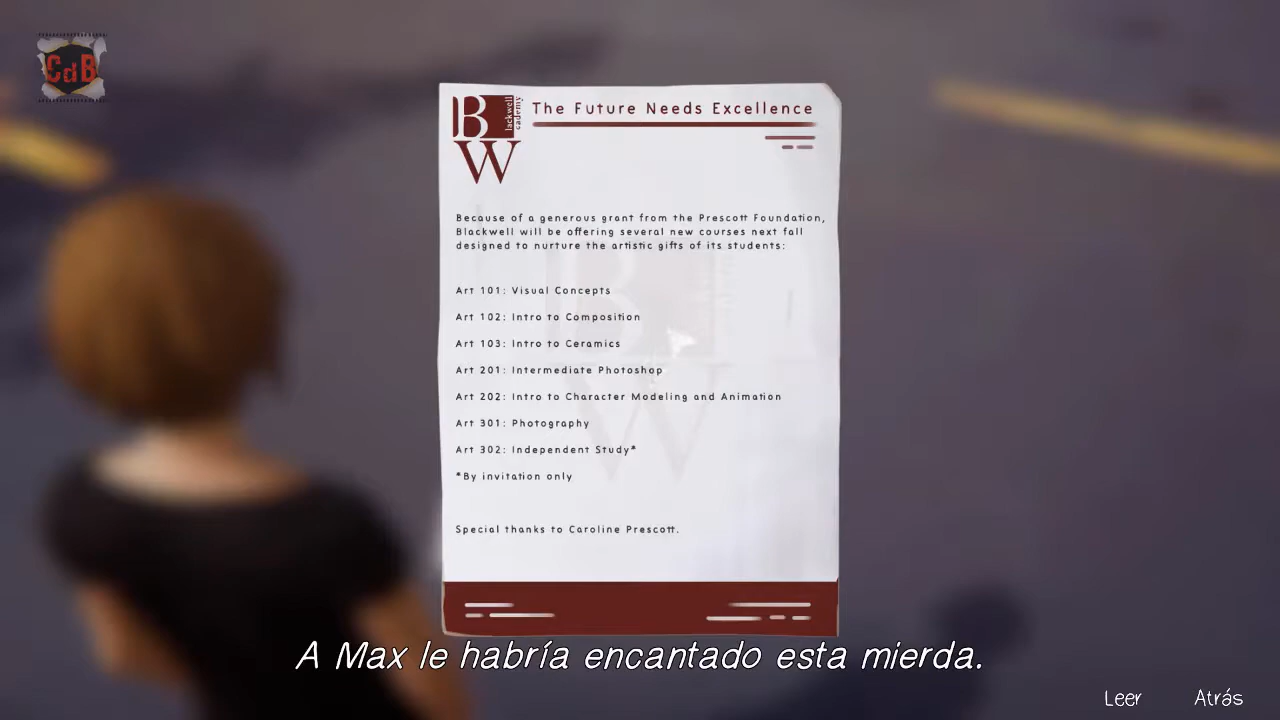 CdB
B lackwell cademy
W
The Future Needs Excellence
Because of a generous grant from the Prescott Foundation,
Blackwell will be offering several new courses next fall
designed to nurture the artistic gifts of its students:
Art 101: Visual Concepts
Art 102: Intro to Composition
Art 103: Intro to Ceramics
Art 201: Intermediate Photoshop
Art 202: Intro to Character Modeling and Animation
Art 301: Photography
Art 302: Independent Study*
*By invitation only
Special thanks to Caroline Prescott.
A Max le habría encantado esta mierda.
Leer Atrás